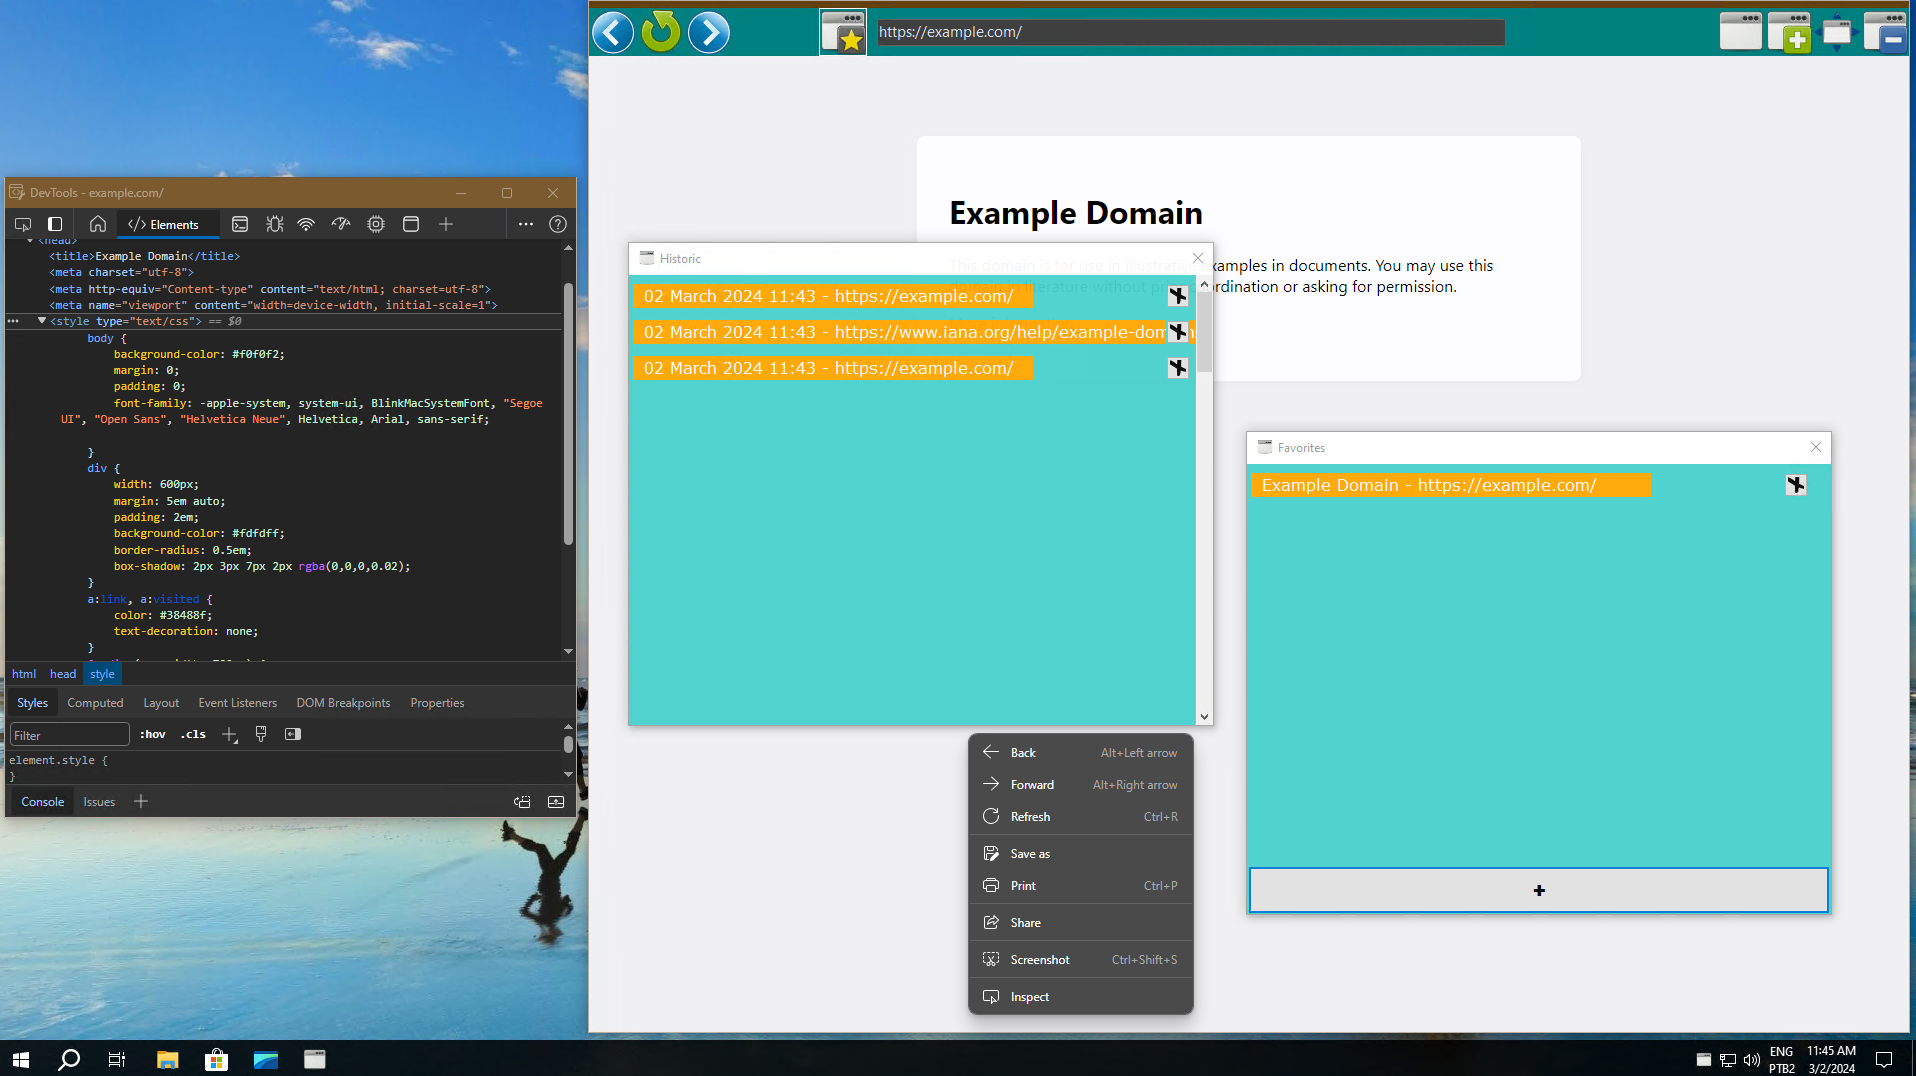 https://example.com/
Example Domain
This domain is for use in illustrative examples in documents. You may use this
domain in literature without prior coordination or asking for permission.
DevTools - example.com/
Elements
<head>
<title>Example Domain</title>
<meta charset="utf-8">
<meta http-equiv="Content-type" content="text/html; charset=utf-8">
<meta name="viewport" content="width=device-width, initial-scale=1">
<style type="text/css"> == $0
body {
background-color: #f0f0f2;
margin: 0;
padding: 0;
font-family: -apple-system, system-ui, BlinkMacSystemFont, "Segoe
UI", "Open Sans", "Helvetica Neue", Helvetica, Arial, sans-serif;
}
div {
width: 600px;
margin: 5em auto;
padding: 2em;
background-color: #fdfdff;
border-radius: 0.5em;
box-shadow: 2px 3px 7px 2px rgba(0,0,0,0.02);
}
a:link, a:visited {
color: #38488f;
text-decoration: none;
}
html head style
Styles Computed Layout Event Listeners DOM Breakpoints Properties
Filter :hov .cls
element.style {
}
Console Issues
Historic
02 March 2024 11:43 - https://example.com/
02 March 2024 11:43 - https://www.iana.org/help/example-dom
02 March 2024 11:43 - https://example.com/
Favorites
Example Domain - https://example.com/
+
Back Alt+Left arrow
Forward Alt+Right arrow
Refresh Ctrl+R
Save as
Print Ctrl+P
Share
Screenshot Ctrl+Shift+S
Inspect
ENG
PTB2
11:45 AM
3/2/2024